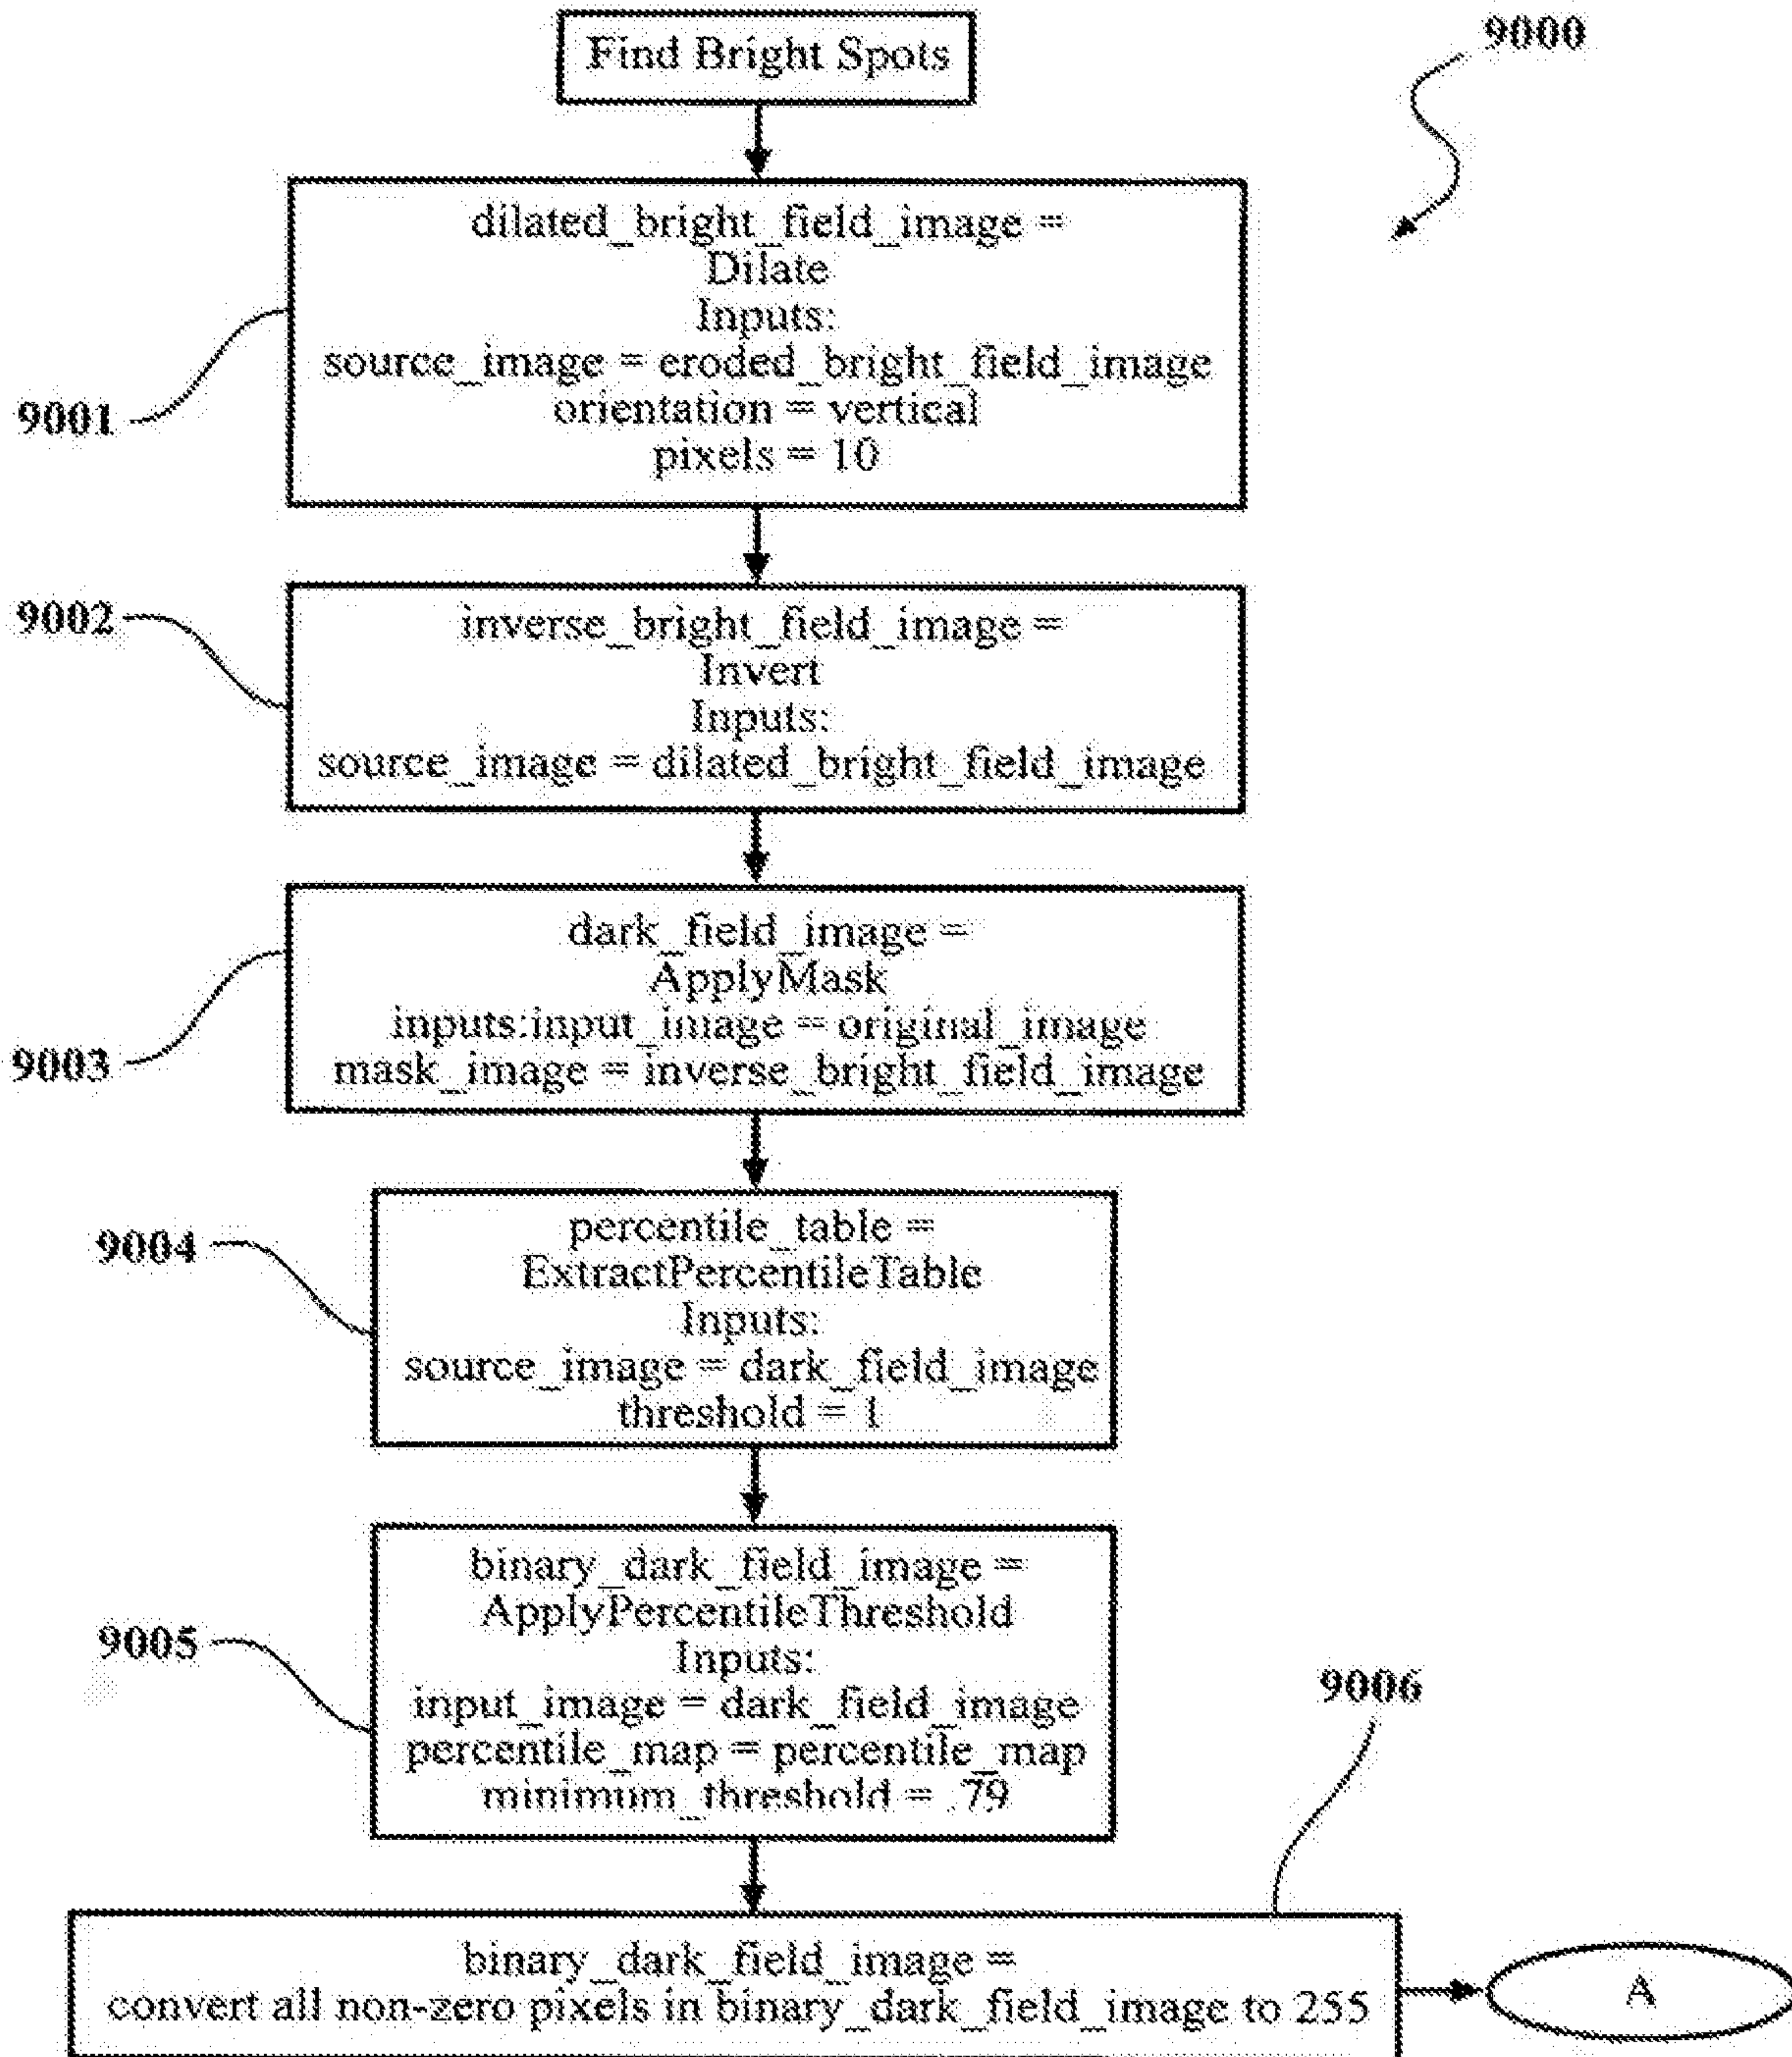 Find Bright Spots
9000
dilated_bright_field_image =
Dilate
Inputs:
source_image = eroded_bright_field_image
orientation = vertical
pixels = 10
9001
9002
inverse_bright_field_image =
Invert
Inputs:
source_image = dilated_bright_field_image
dark_field_image =
ApplyMask
inputs:input_image = original_image
mask_image = inverse_bright_field_image
9003
percentile_table =
ExtractPercentileTable
Inputs:
source_image = dark_field_image
threshold = 1
9004
binary_dark_field_image =
ApplyPercentileThreshold
Inputs:
input_image = dark_field_image
percentile_map = percentile_map
minimum_threshold = .79
9005
9006
binary_dark_field_image =
convert all non-zero pixels in binary_dark_field_image to 255
A